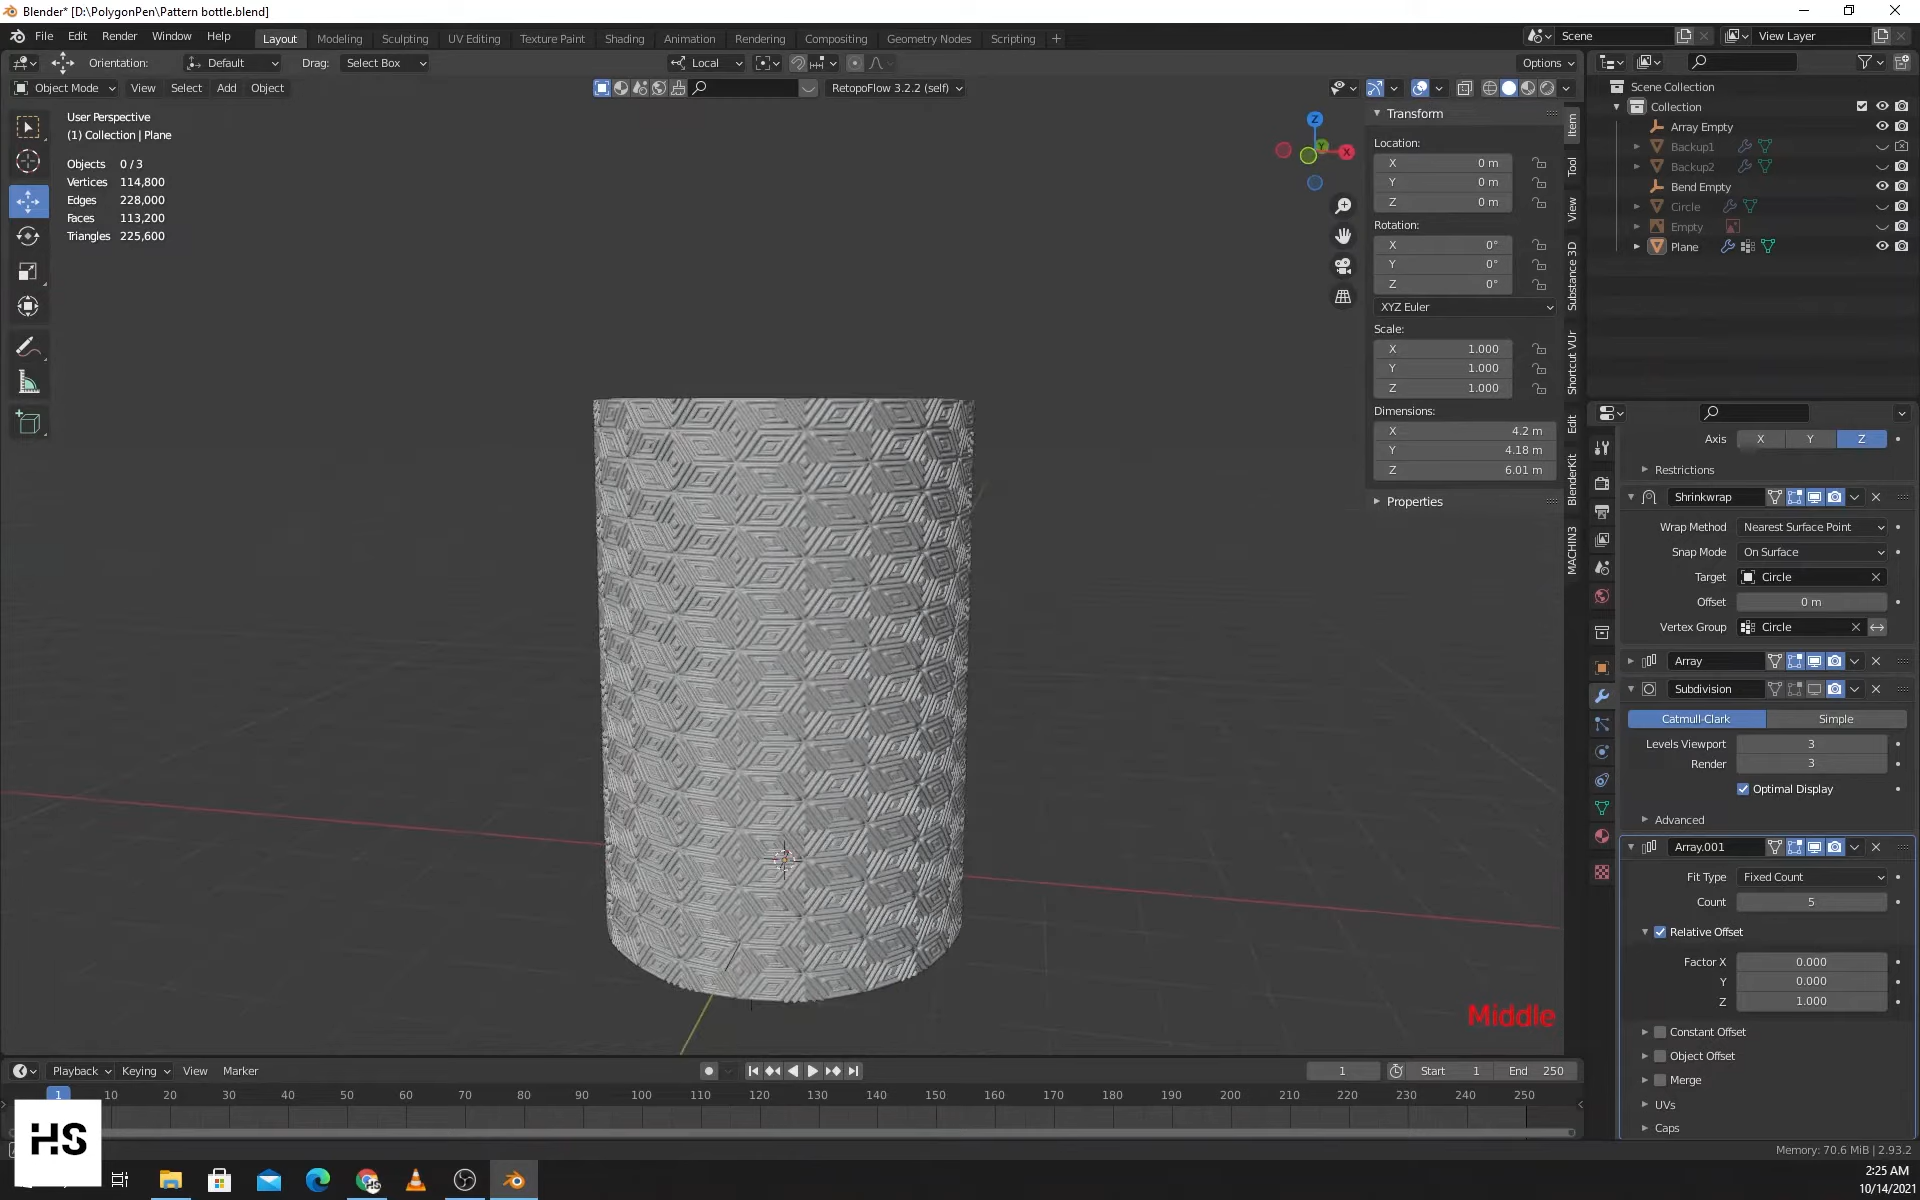 Blender* [D:\PolygonPen\Pattern bottle.blend]
File Edit Render Window Help Layout Modeling Sculpting UV Editing Texture Paint Shading Animation Rendering Compositing Geometry Nodes Scripting + Scene View Layer
Orientation: Default Drag: Select Box Local Options
Object Mode View Select Add Object RetopoFlow 3.2.2 (self)
User Perspective
(1) Collection | Plane
Objects 0 / 3
Vertices 114,800
Edges 228,000
Faces 113,200
Triangles 225,600
Z
Y
X
Transform
Location:
X 0 m
Y 0 m
Z 0 m
Rotation:
X 0°
Y 0°
Z 0°
XYZ Euler
Scale:
X 1.000
Y 1.000
Z 1.000
Dimensions:
X 4.2 m
Y 4.18 m
Z 6.01 m
Properties
Item
Tool
View
Substance 3D
Shortcut VUr
Edit
BlenderKit
MACHIN3
Scene Collection
Collection
Array Empty
Backup1
Backup2
Bend Empty
Circle
Empty
Plane
Axis X Y Z
Restrictions
Shrinkwrap
Wrap Method Nearest Surface Point
Snap Mode On Surface
Target Circle
Offset 0 m
Vertex Group Circle
Array
Subdivision
Catmull-Clark Simple
Levels Viewport 3
Render 3
Optimal Display
Advanced
Array.001
Fit Type Fixed Count
Count 5
Relative Offset
Factor X 0.000
Y 0.000
Z 1.000
Constant Offset
Object Offset
Merge
UVs
Caps
Middle
Playback Keying View Marker 1 Start 1 End 250
1 10 20 30 40 50 60 70 80 90 100 110 120 130 140 150 160 170 180 190 200 210 220 230 240 250
HS
Memory: 70.6 MiB | 2.93.2
2:25 AM
10/14/2021